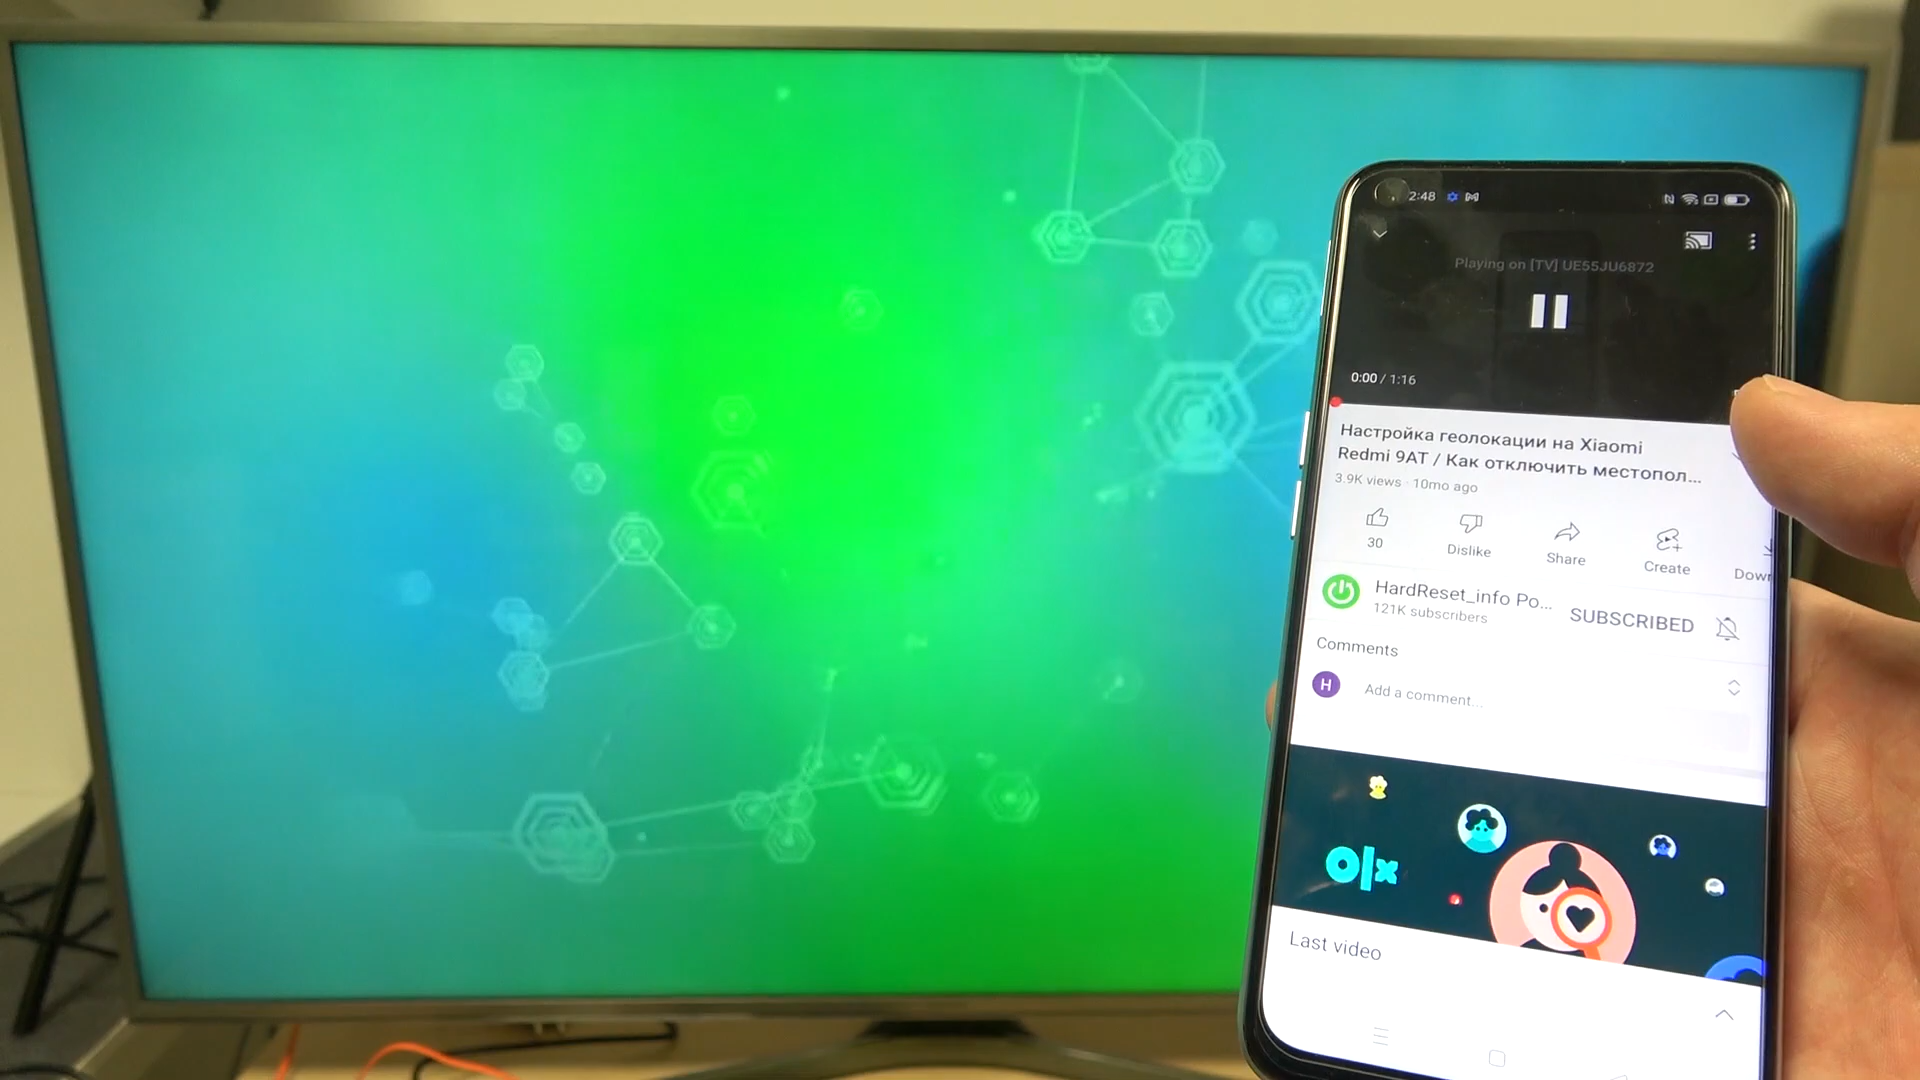 2:48
Playing on [TV] UE55JU6872
0:00 / 1:16
Настройка геолокации на Xiaomi
Redmi 9AT / Как отключить местопол...
3.9K views · 10mo ago
30
Dislike
Share
Create
Down
HardReset_info Po...
121K subscribers
SUBSCRIBED
Comments
H
Add a comment...
olx
Last video